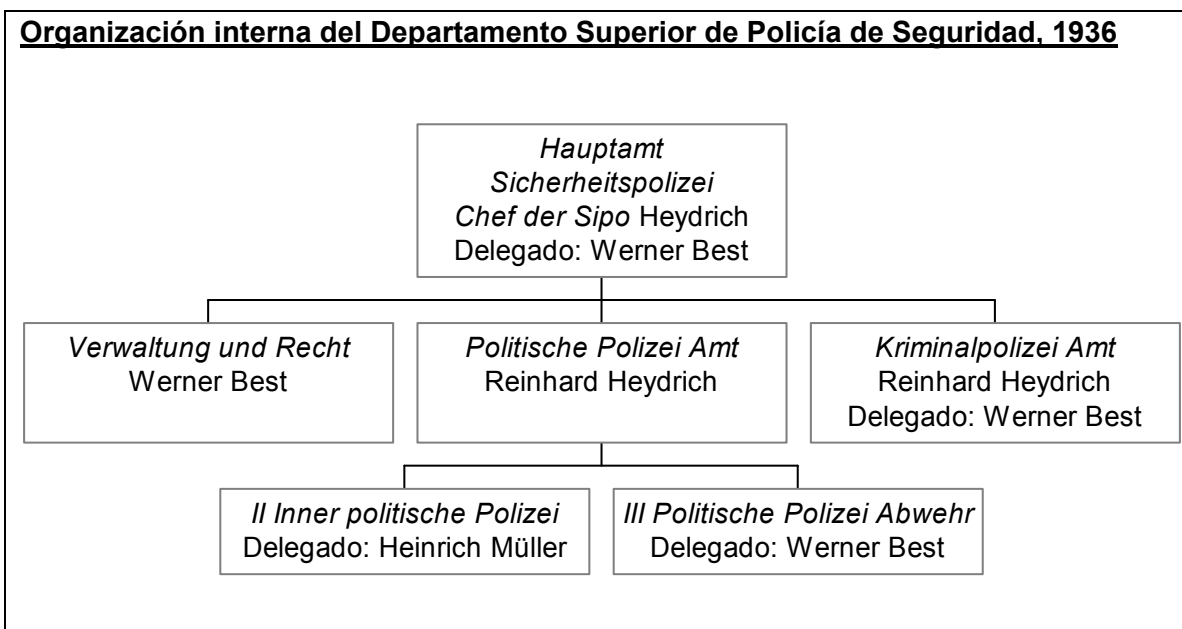 Organización interna del Departamento Superior de Policía de Seguridad, 1936
Hauptamt
Sicherheitspolizei
Chef der Sipo Heydrich
Delegado: Werner Best
Verwaltung und Recht
Werner Best
Politische Polizei Amt
Reinhard Heydrich
Kriminalpolizei Amt
Reinhard Heydrich
Delegado: Werner Best
II Inner politische Polizei
Delegado: Heinrich Müller
III Politische Polizei Abwehr
Delegado: Werner Best